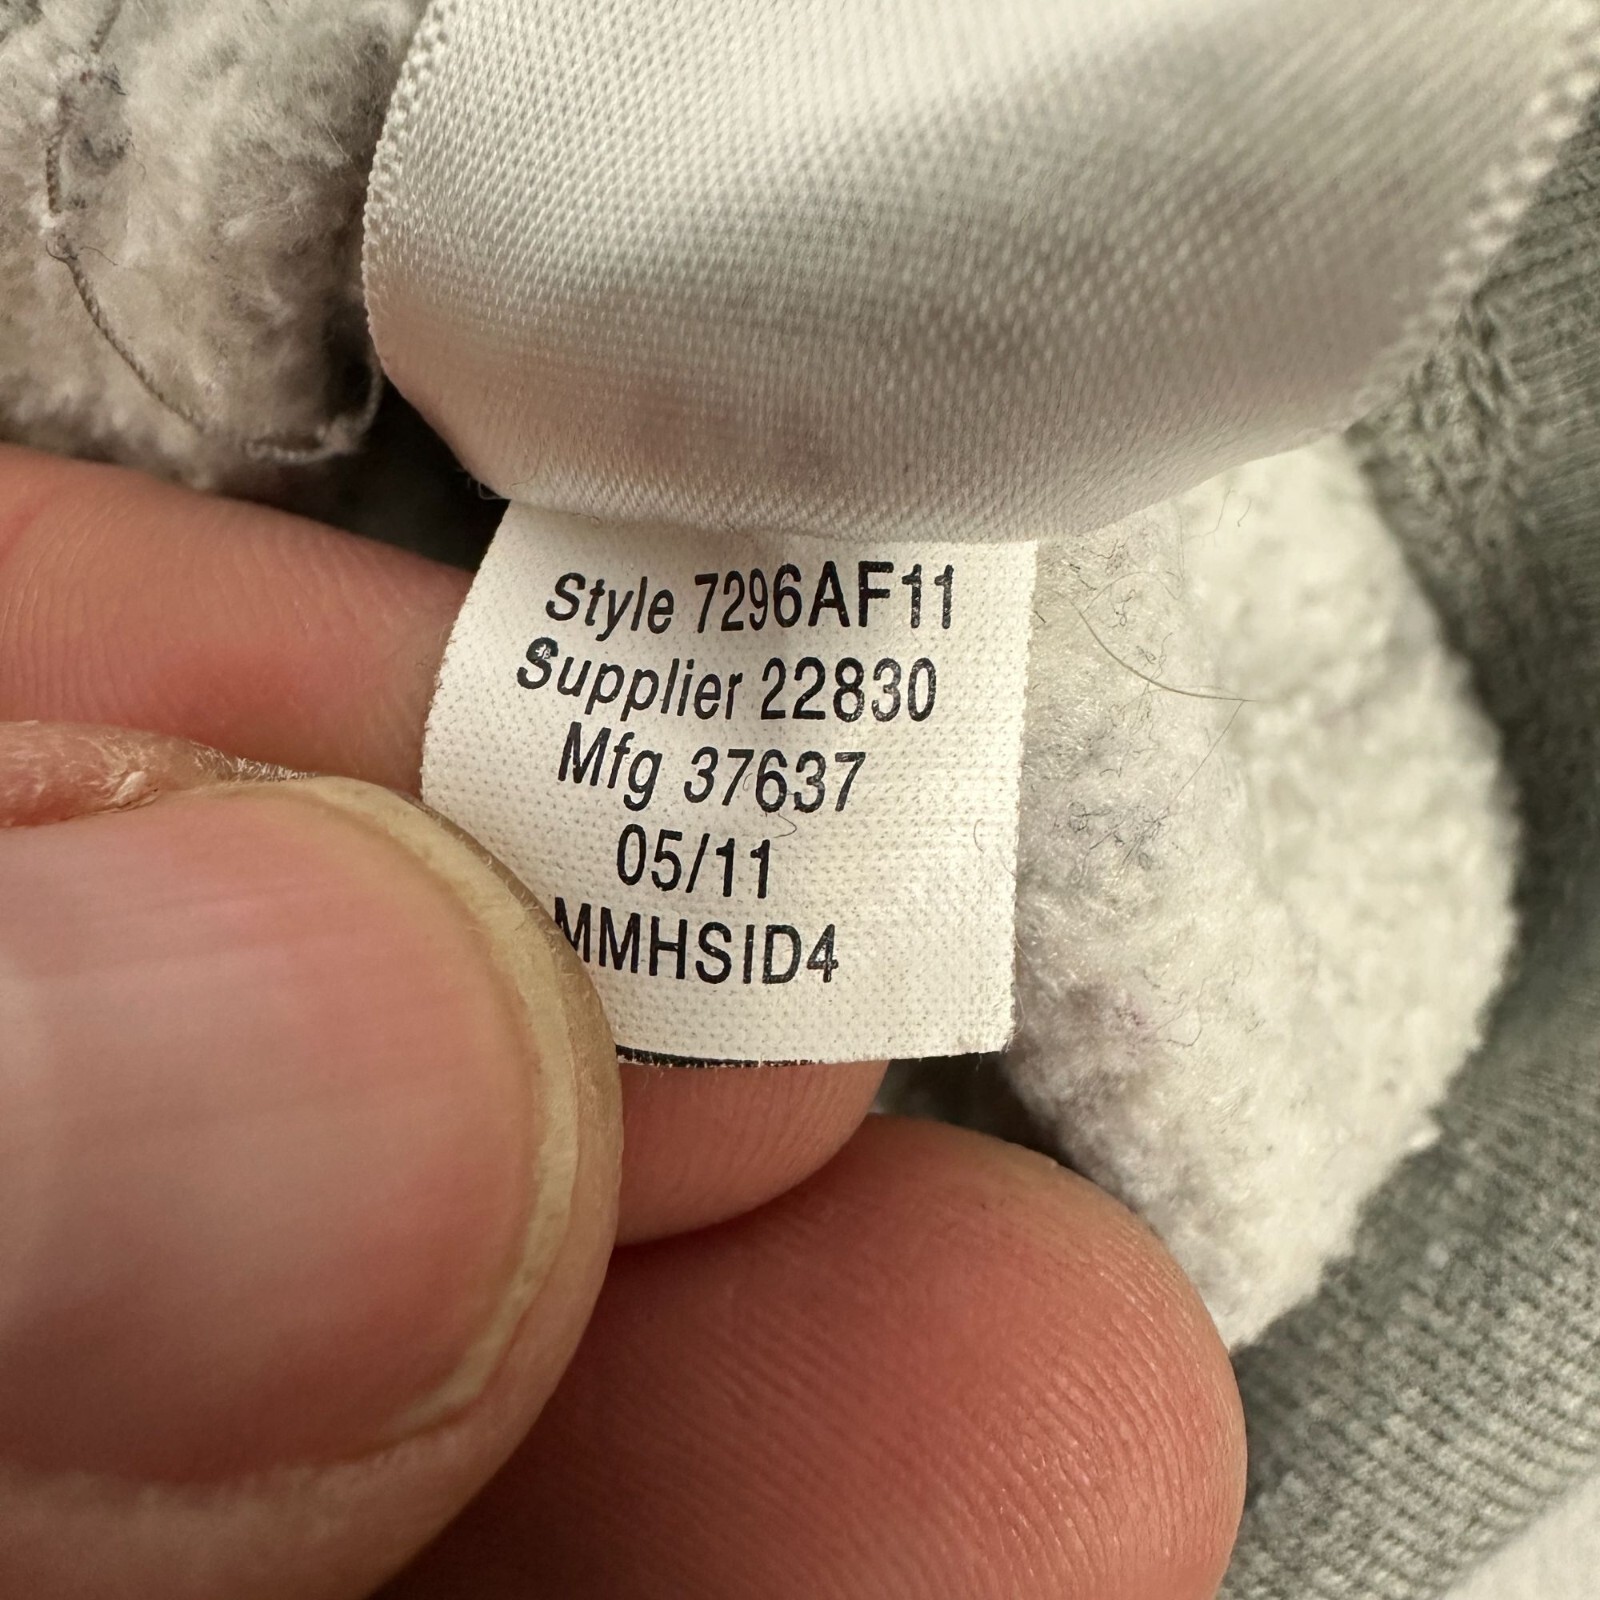 Style 7296AF11
Supplier 22830
Mfg 37637
05/11
MMHSID4